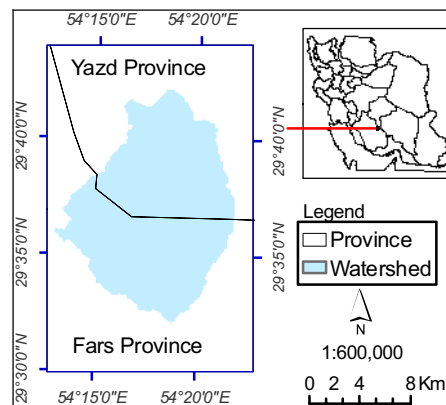 54°15'0"E 54°20'0"E
Yazd Province
29°40'0"N
29°35'0"N
29°30'0"N
Fars Province
54°15'0"E 54°20'0"E
29°40'0"N
29°35'0"N
Legend
Province
Watershed
N
1:600,000
0 2 4 8 Km